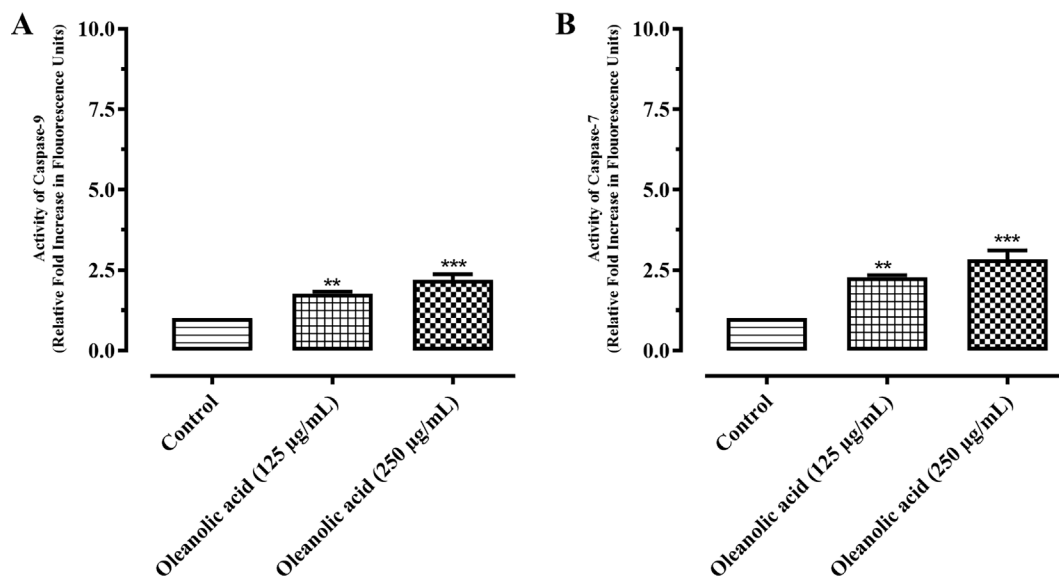 A
Activity of Caspase-9
(Relative Fold Increase in Flouorescence Units)
10.0
7.5
5.0
2.5
0.0
**
***
Control
Oleanolic acid (125 μg/mL)
Oleanolic acid (250 μg/mL)
B
Activity of Caspase-7
(Relative Fold Increase in Flouorescence Units)
10.0
7.5
5.0
2.5
0.0
**
***
Control
Oleanolic acid (125 μg/mL)
Oleanolic acid (250 μg/mL)